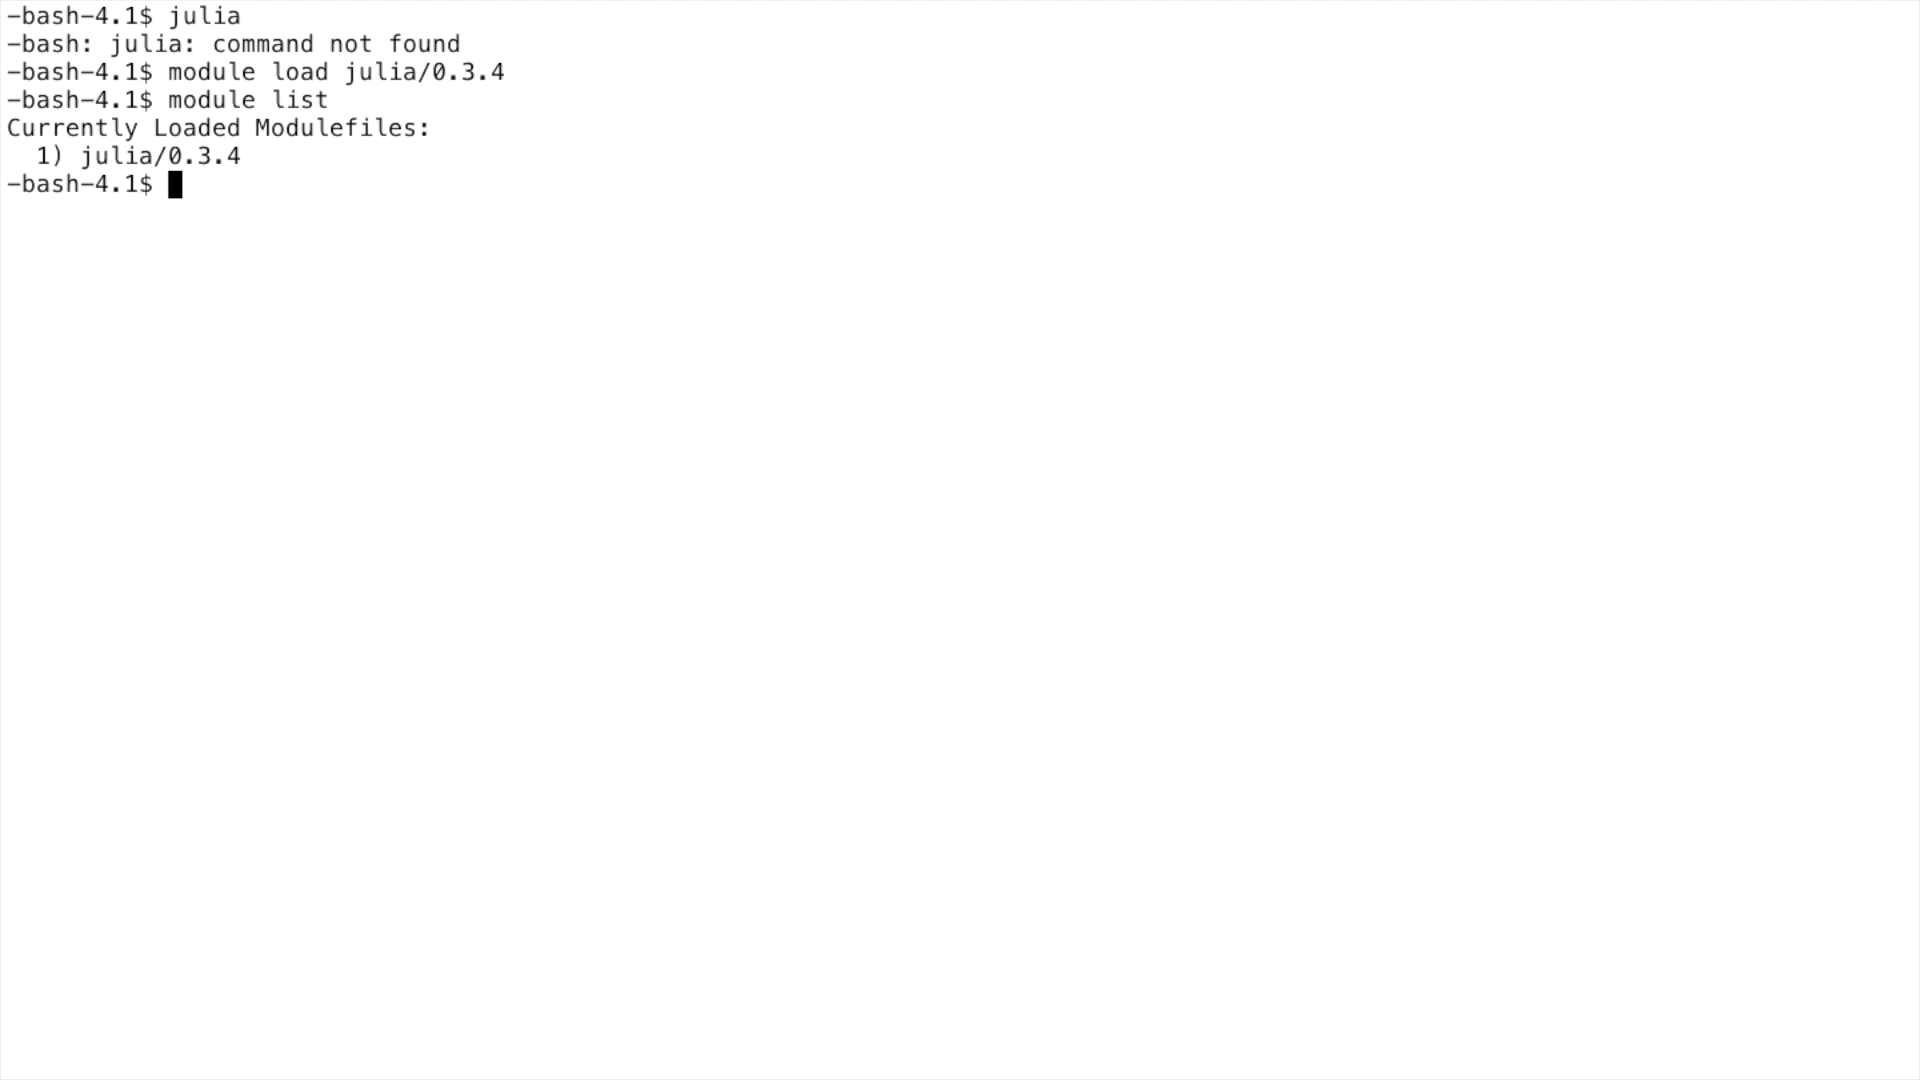 -bash-4.1$ julia
-bash: julia: command not found
-bash-4.1$ module load julia/0.3.4
-bash-4.1$ module list
Currently Loaded Modulefiles:
  1) julia/0.3.4
-bash-4.1$